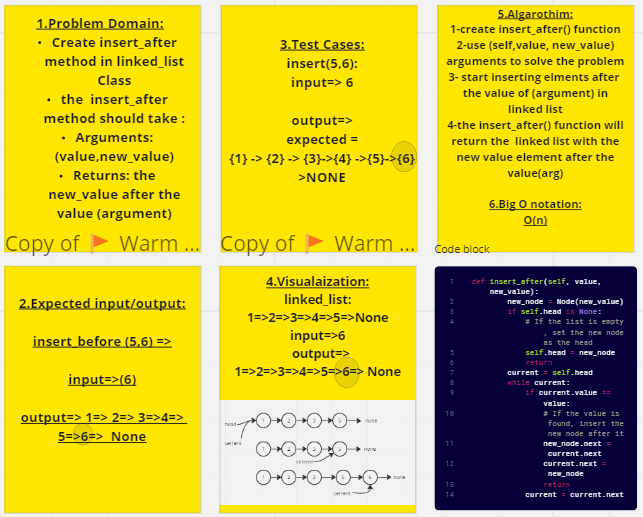 1.Problem Domain:
• Create insert_after
method in linked_list
Class
• the insert_after
method should take :
• Arguments:
(value,new_value)
• Returns: the
new_value after the
value (argument)
Copy of 🚩 Warm ...
3.Test Cases:
insert(5,6):
input=> 6
output=>
expected =
{1} -> {2} -> {3}->{4} ->{5}->{6}
>NONE
Copy of 🚩 Warm ...
5.Algarothim:
1-create insert_after() function
2-use (self,value, new_value)
arguments to solve the problem
3- start inserting elments after
the value of (argument) in
linked list
4-the insert_after() function will
return the linked list with the
new value element after the
value(arg)
6.Big O notation:
O(n)
2.Expected input/output:
insert_before (5,6) =>
input=>(6)
output=> 1=> 2=> 3=>4=>
5=>6=> None
4.Visualaization:
linked_list:
1=>2=>3=>4=>5=>None
input=>6
output=>
1=>2=>3=>4=>5=>6=> None
head
current
1 2 3 5 none
1 2 3 5 none
current
1 2 3 5 6 none
current
Code block
1 def insert_after(self, value,
new_value):
2 new_node = Node(new_value)
3 if self.head is None:
4 # If the list is empty
, set the new node
as the head
5 self.head = new_node
6 return
7 current = self.head
8 while current:
9 if current.value ==
value:
10 # If the value is
found, insert the
new node after it
11 new_node.next =
current.next
12 current.next =
new_node
13 return
14 current = current.next